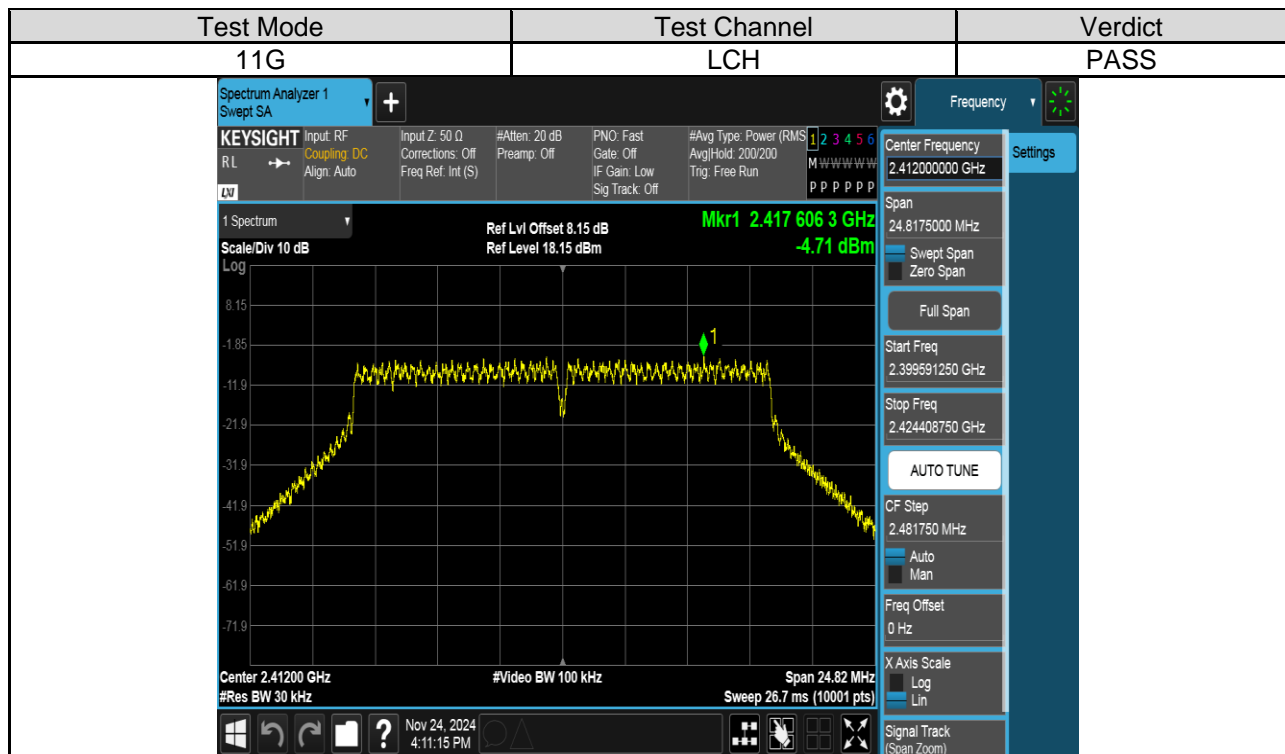 Test Mode Test Channel Verdict
11G LCH PASS
Spectrum Analyzer 1
Swept SA
+
Frequency
KEYSIGHT
RL
LXI
Input: RF
Coupling: DC
Align: Auto
Input Z: 50 Ω
Corrections: Off
Freq Ref: Int (S)
#Atten: 20 dB
Preamp: Off
PNO: Fast
Gate: Off
IF Gain: Low
Sig Track: Off
#Avg Type: Power (RMS
Avg|Hold: 200/200
Trig: Free Run
1 2 3 4 5 6
M W W W W W
P P P P P P
1 Spectrum
Scale/Div 10 dB
Log
Ref Lvl Offset 8.15 dB
Ref Level 18.15 dBm
Mkr1 2.417 606 3 GHz
-4.71 dBm
8.15
-1.85
-11.9
-21.9
-31.9
-41.9
-51.9
-61.9
-71.9
1
Center 2.41200 GHz #Video BW 100 kHz Span 24.82 MHz
#Res BW 30 kHz Sweep 26.7 ms (10001 pts)
Center Frequency
2.412000000 GHz
Settings
Span
24.8175000 MHz
Swept Span
Zero Span
Full Span
Start Freq
2.399591250 GHz
Stop Freq
2.424408750 GHz
AUTO TUNE
CF Step
2.481750 MHz
Auto
Man
Freq Offset
0 Hz
X Axis Scale
Log
Lin
Signal Track
(Span Zoom)
?
Nov 24, 2024
4:11:15 PM